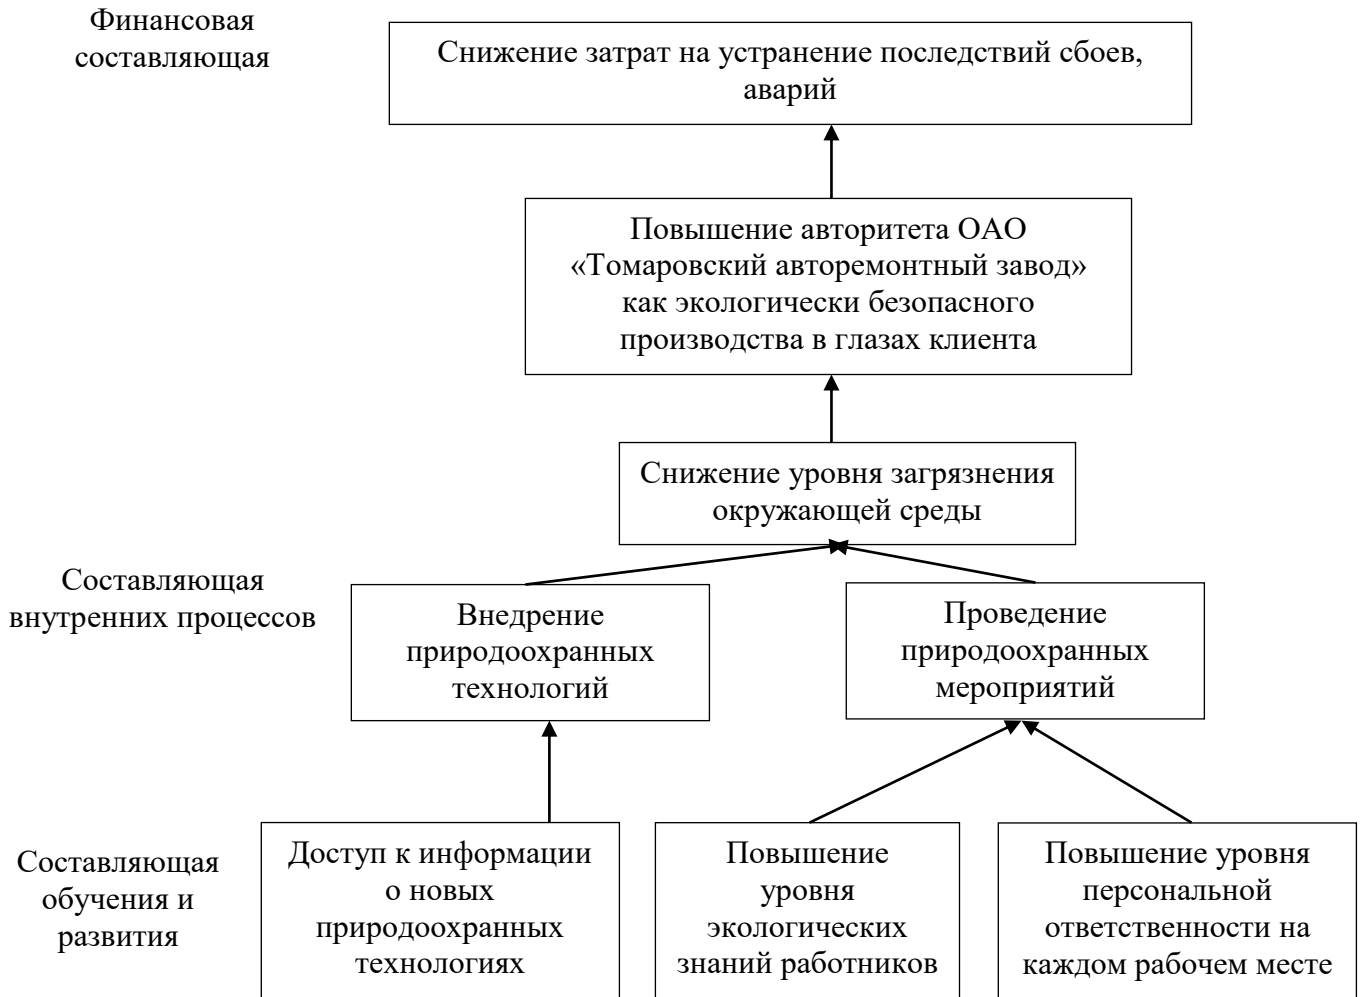 Финансовая
составляющая
Снижение затрат на устранение последствий сбоев,
аварий
Повышение авторитета ОАО
«Томаровский авторемонтный завод»
как экологически безопасного
производства в глазах клиента
Снижение уровня загрязнения
окружающей среды
Составляющая
внутренних процессов
Внедрение
природоохранных
технологий
Проведение
природоохранных
мероприятий
Составляющая
обучения и
развития
Доступ к информации
о новых
природоохранных
технологиях
Повышение
уровня
экологических
знаний работников
Повышение уровня
персональной
ответственности на
каждом рабочем месте